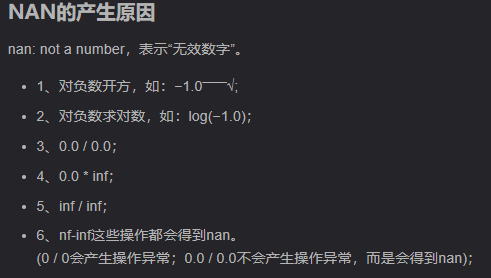 NAN的产生原因
nan: not a number，表示“无效数字”。
1、对负数开方，如：−1.0‾‾‾‾√;
2、对负数求对数，如：log(−1.0)；
3、0.0 / 0.0；
4、0.0 * inf；
5、inf / inf；
6、nf-inf这些操作都会得到nan。
(0 / 0会产生操作异常；0.0 / 0.0不会产生操作异常，而是会得到nan)；